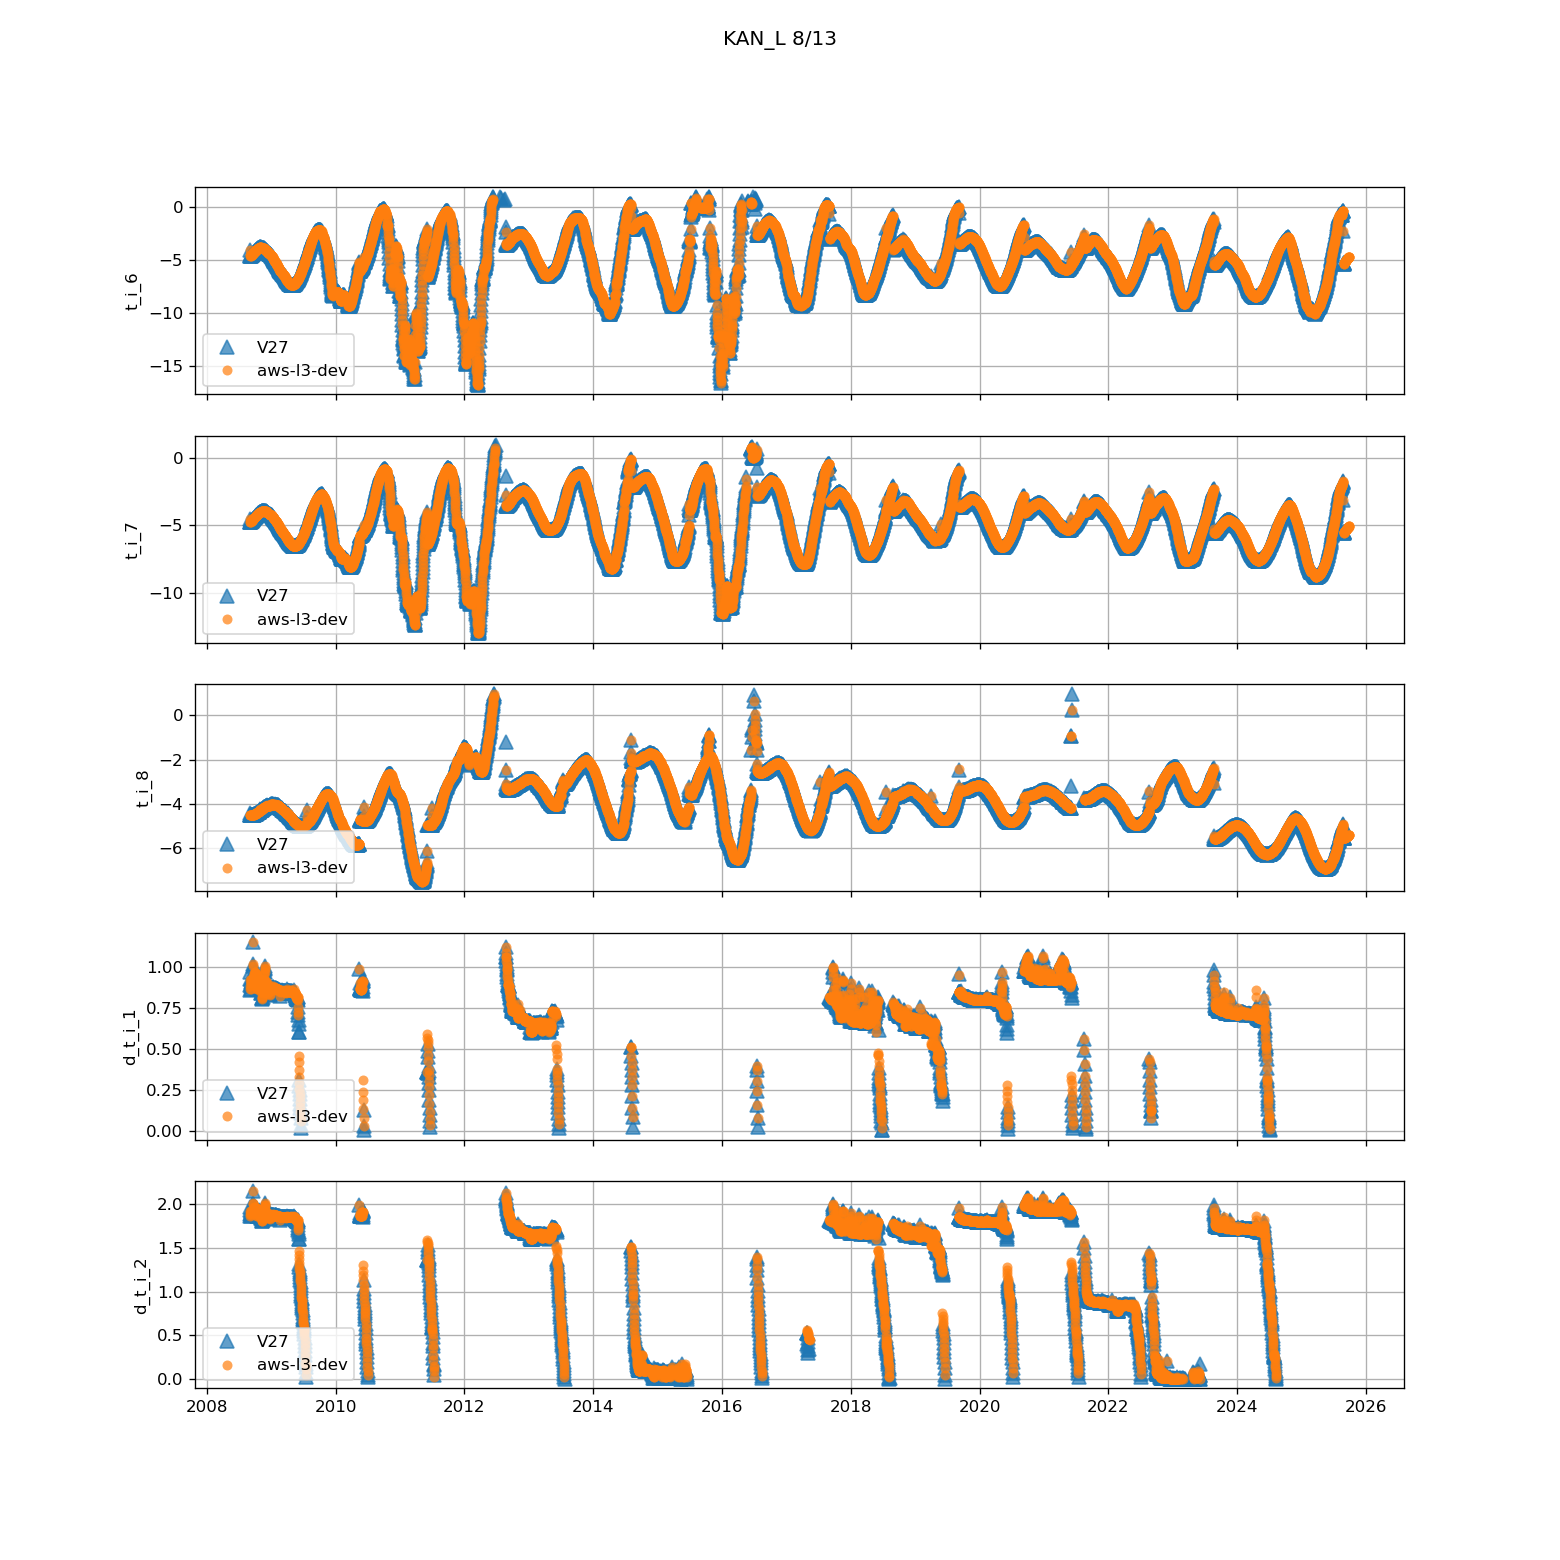 KAN_L 8/13
0
−5
−10
−15
t_i_6
V27
aws-l3-dev
0
−5
−10
t_i_7
V27
aws-l3-dev
0
−2
−4
−6
t_i_8
V27
aws-l3-dev
1.00
0.75
0.50
0.25
0.00
d_t_i_1
V27
aws-l3-dev
2.0
1.5
1.0
0.5
0.0
d_t_i_2
V27
aws-l3-dev
2008 2010 2012 2014 2016 2018 2020 2022 2024 2026